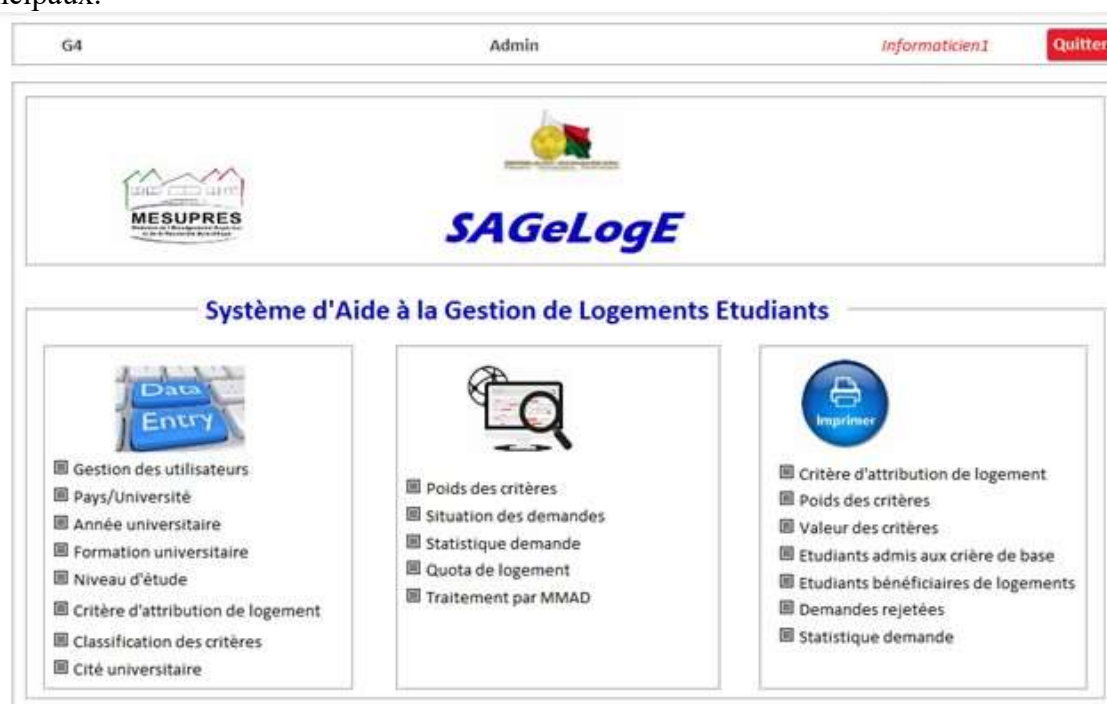 cipaux.
G4 Admin Informaticien1 Quitter
MESUPRES
SAGeLogE
Système d'Aide à la Gestion de Logements Etudiants
Data
Entry
Gestion des utilisateurs
Pays/Université
Année universitaire
Formation universitaire
Niveau d'étude
Critère d'attribution de logement
Classification des critères
Cité universitaire
Poids des critères
Situation des demandes
Statistique demande
Quota de logement
Traitement par MMAD
Imprimer
Critère d'attribution de logement
Poids des critères
Valeur des critères
Etudiants admis aux crière de base
Etudiants bénéficiaires de logements
Demandes rejetées
Statistique demande